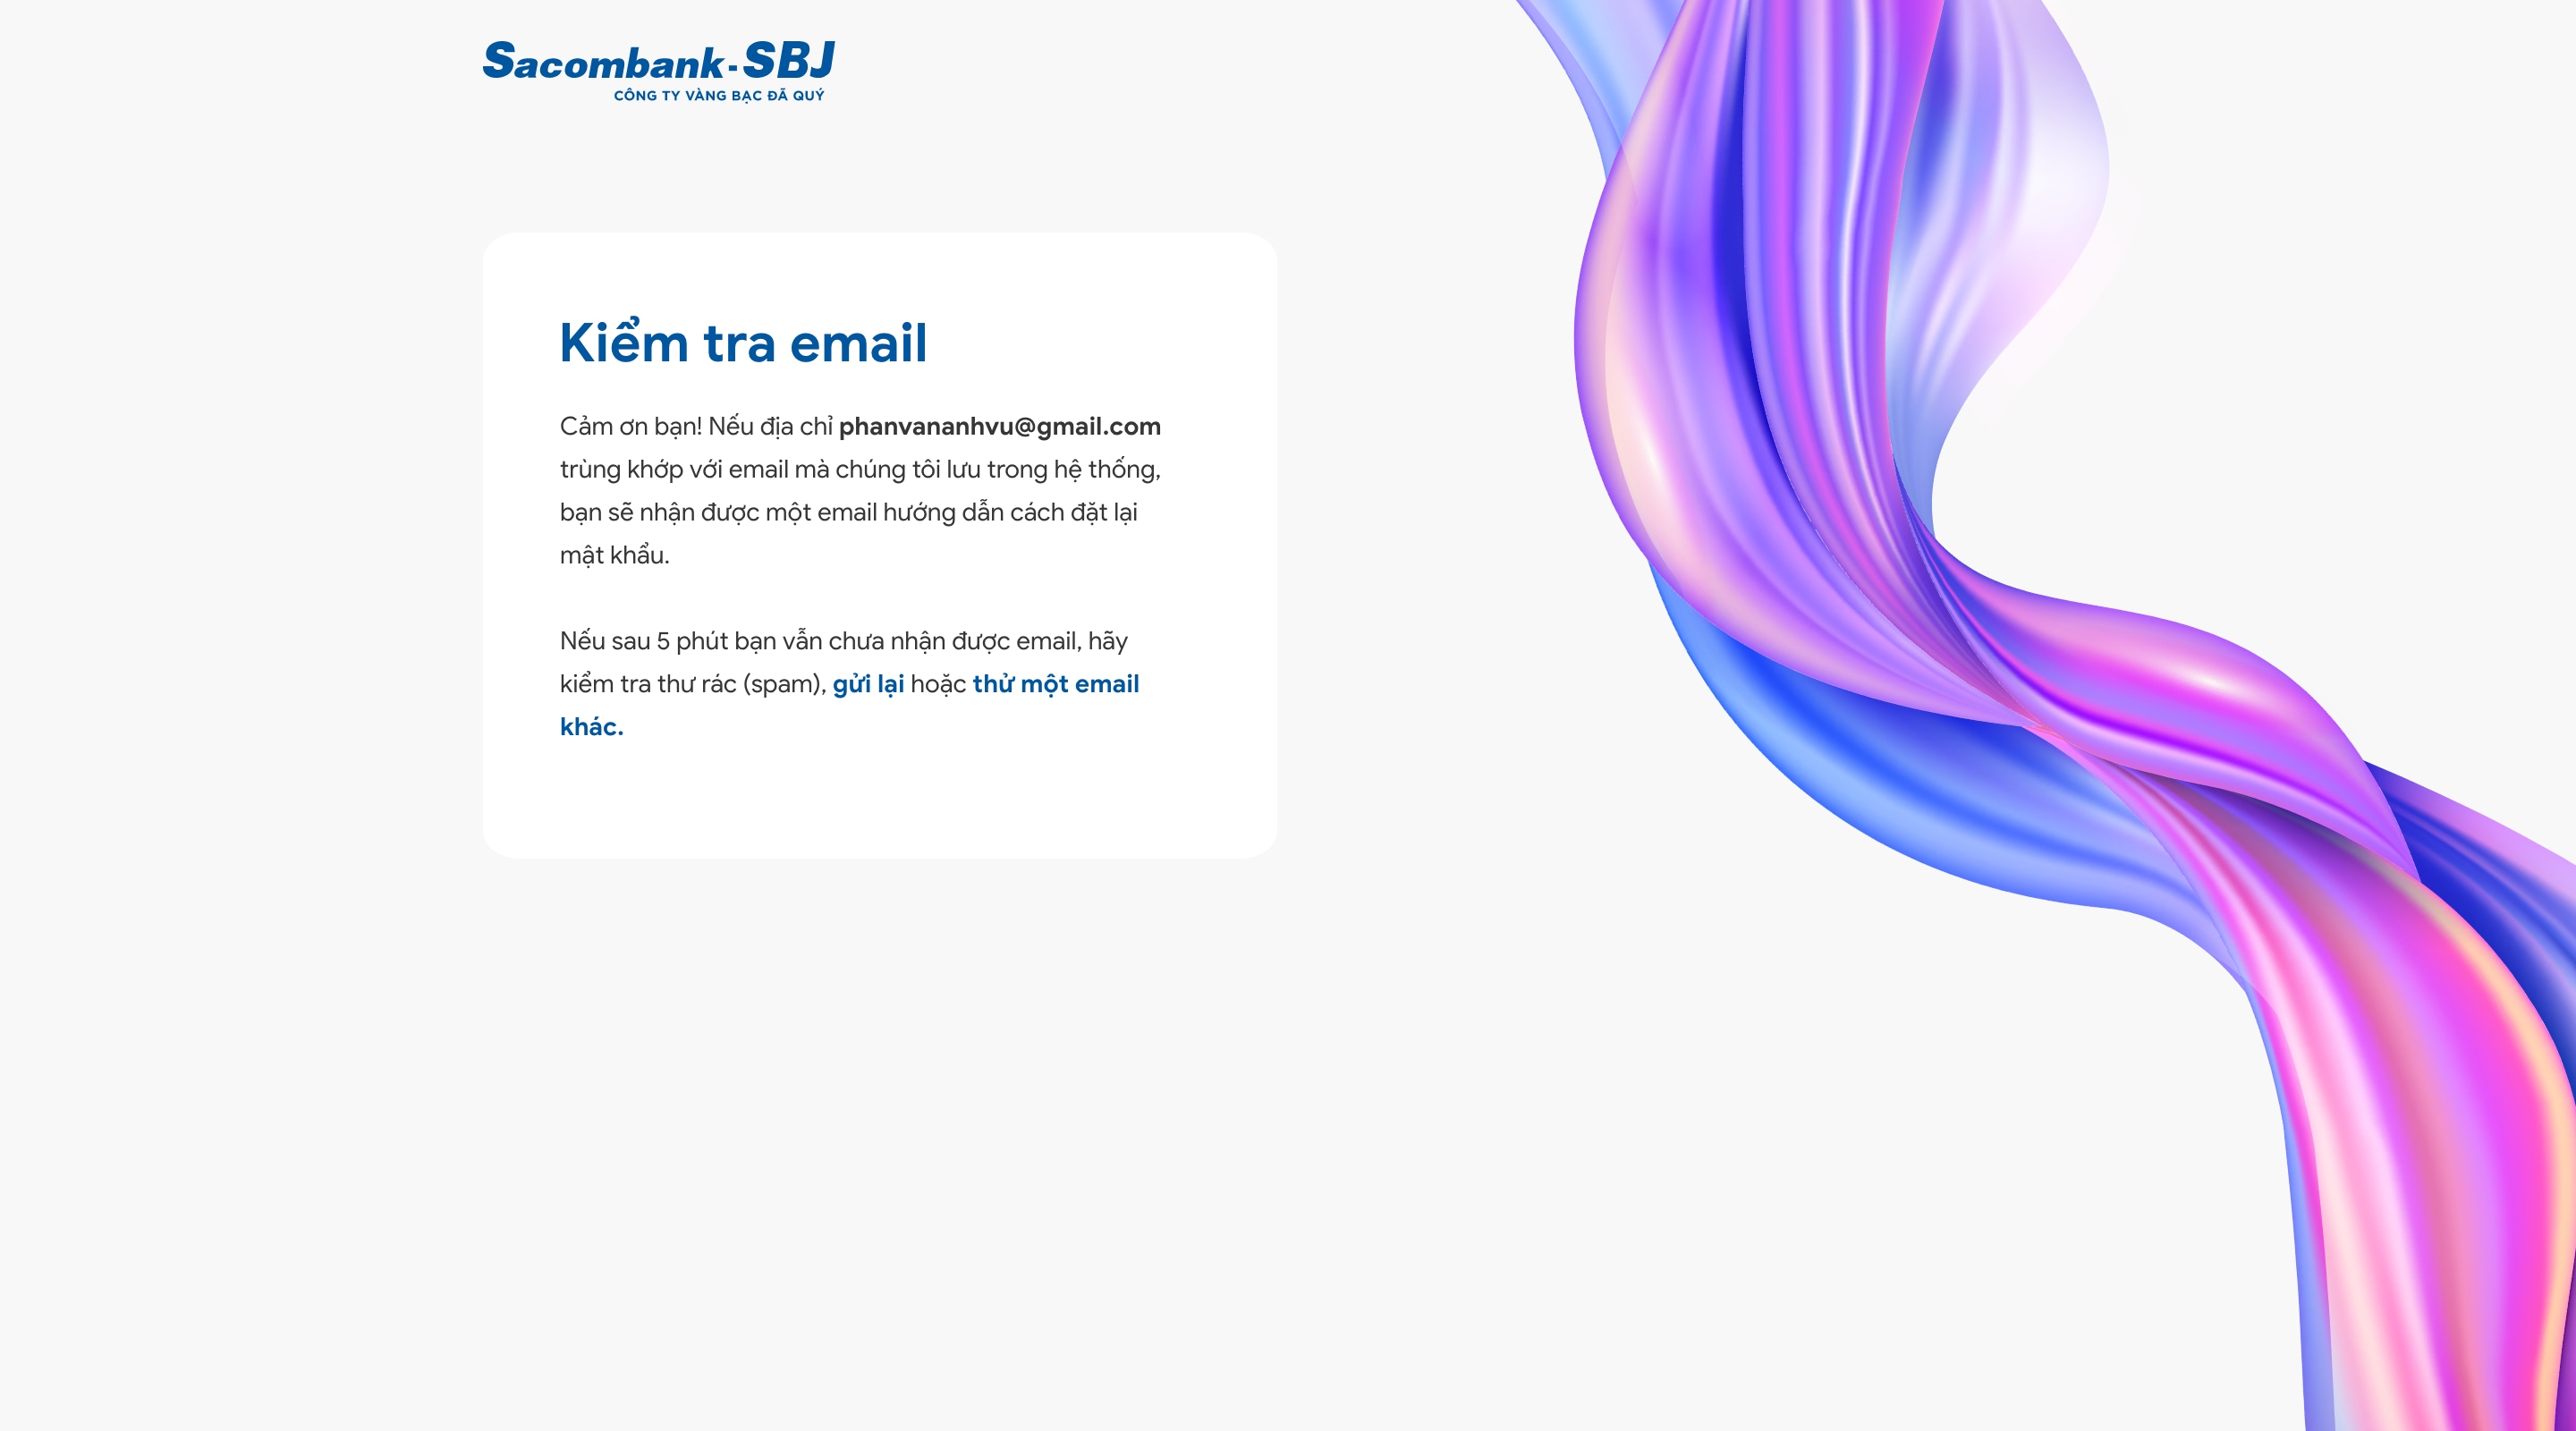 Sacombank-SBJ
CÔNG TY VÀNG BẠC ĐÃ QUÝ
Kiểm tra email
Cảm ơn bạn! Nếu địa chỉ phanvananhvu@gmail.com
trùng khớp với email mà chúng tôi lưu trong hệ thống,
bạn sẽ nhận được một email hướng dẫn cách đặt lại
mật khẩu.
Nếu sau 5 phút bạn vẫn chưa nhận được email, hãy
kiểm tra thư rác (spam), gửi lại hoặc thử một email
khác.